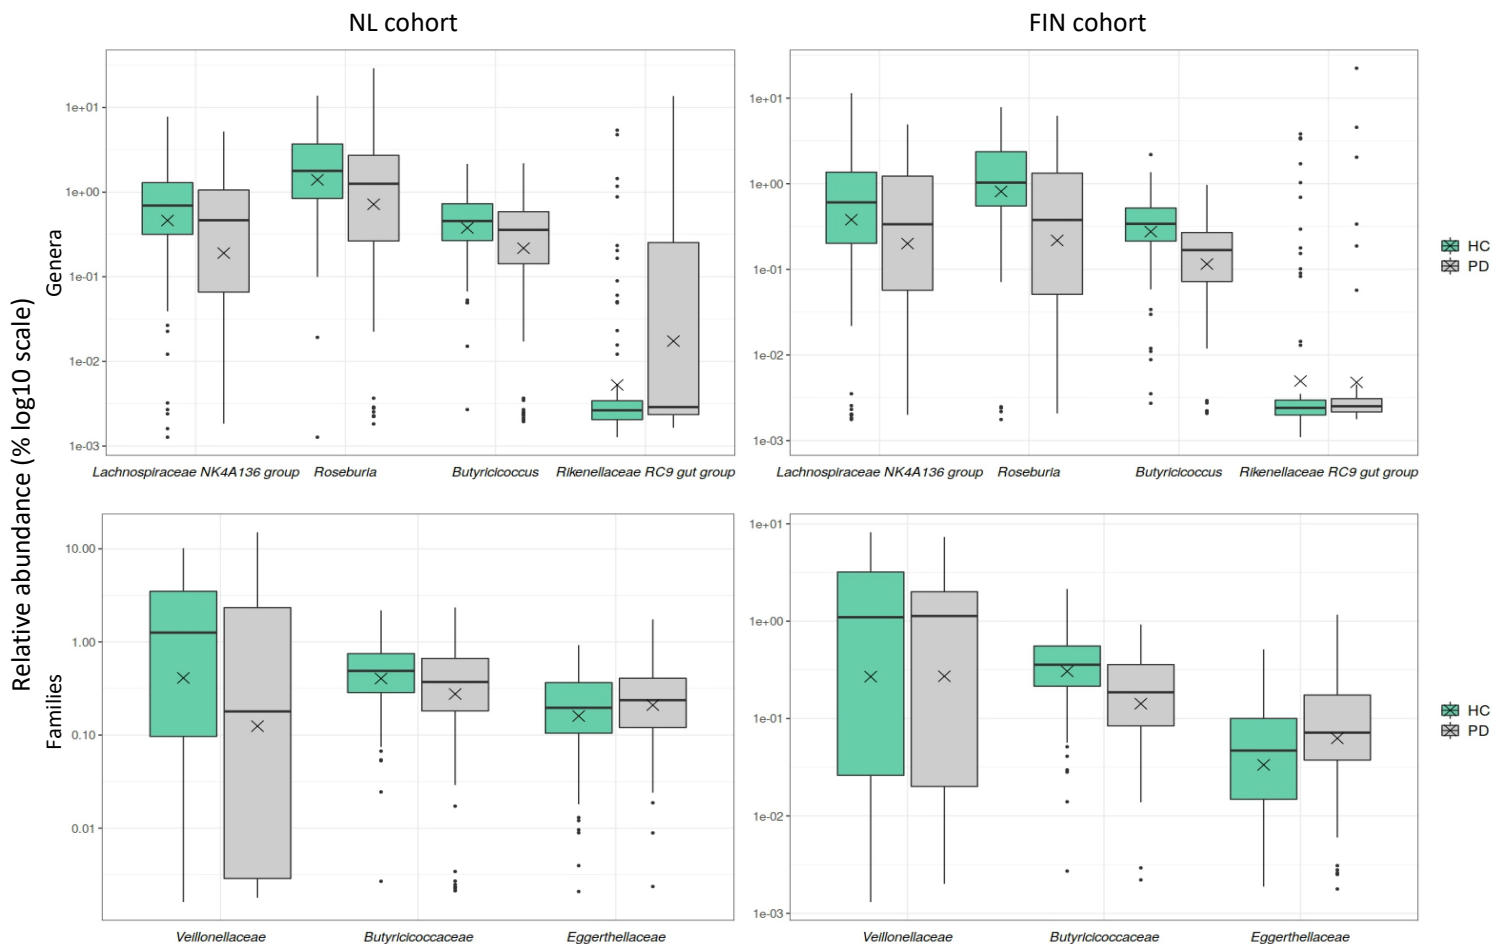 NL cohort
FIN cohort
Relative abundance (% log10 scale)
Genera
1e+01
1e+00
1e-01
1e-02
1e-03
Lachnospiraceae NK4A136 group
Roseburia
Butyricicoccus
Rikenellaceae RC9 gut group
1e+01
1e+00
1e-01
1e-02
1e-03
Lachnospiraceae NK4A136 group
Roseburia
Butyricicoccus
Rikenellaceae RC9 gut group
HC
PD
Families
10.00
1.00
0.10
0.01
Veillonellaceae
Butyricicoccaceae
Eggerthellaceae
1e+01
1e+00
1e-01
1e-02
1e-03
Veillonellaceae
Butyricicoccaceae
Eggerthellaceae
HC
PD